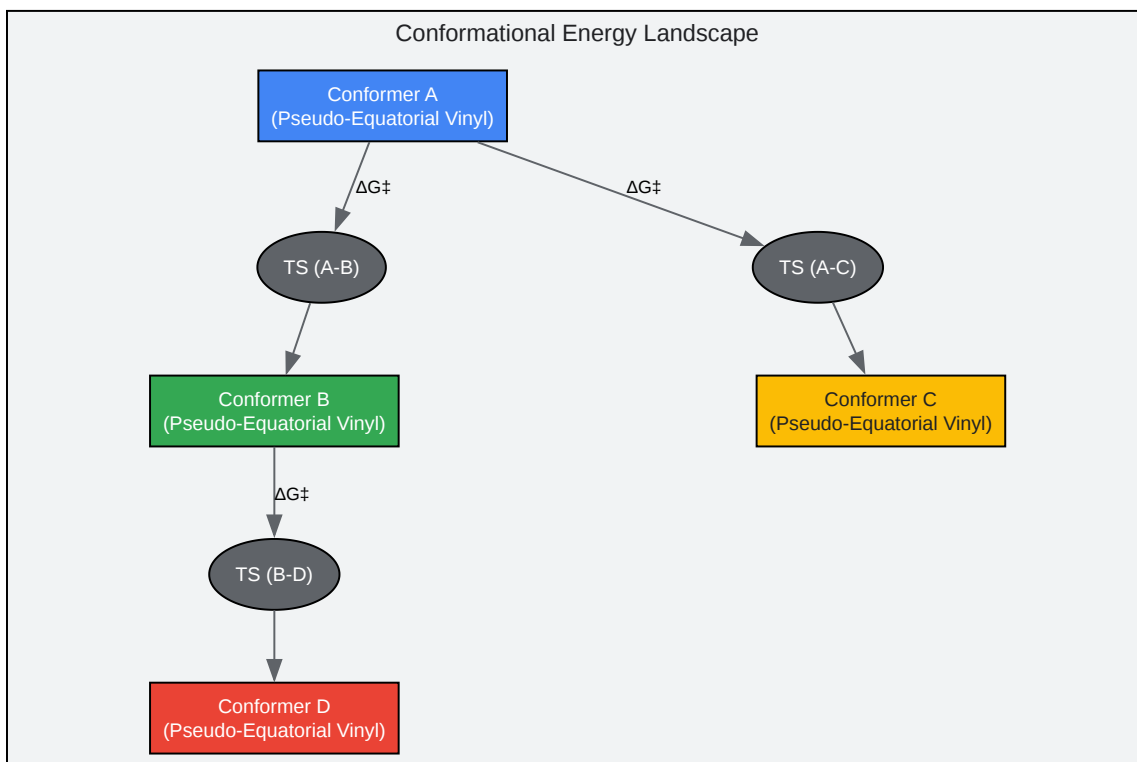 Conformational Energy Landscape
Conformer A
(Pseudo-Equatorial Vinyl)
ΔG‡
ΔG‡
TS (A-B)
TS (A-C)
Conformer B
(Pseudo-Equatorial Vinyl)
Conformer C
(Pseudo-Equatorial Vinyl)
ΔG‡
TS (B-D)
Conformer D
(Pseudo-Equatorial Vinyl)